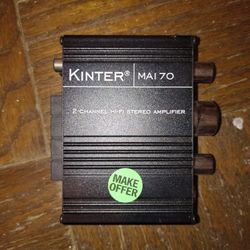 KINTER® MA170
2-CHANNEL HI-FI STEREO AMPLIFIER
MAKE
OFFER